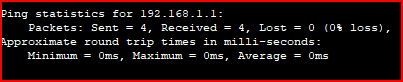 Ping statistics for 192.168.1.1:
    Packets: Sent = 4, Received = 4, Lost = 0 (0% loss),
Approximate round trip times in milli-seconds:
    Minimum = 0ms, Maximum = 0ms, Average = 0ms